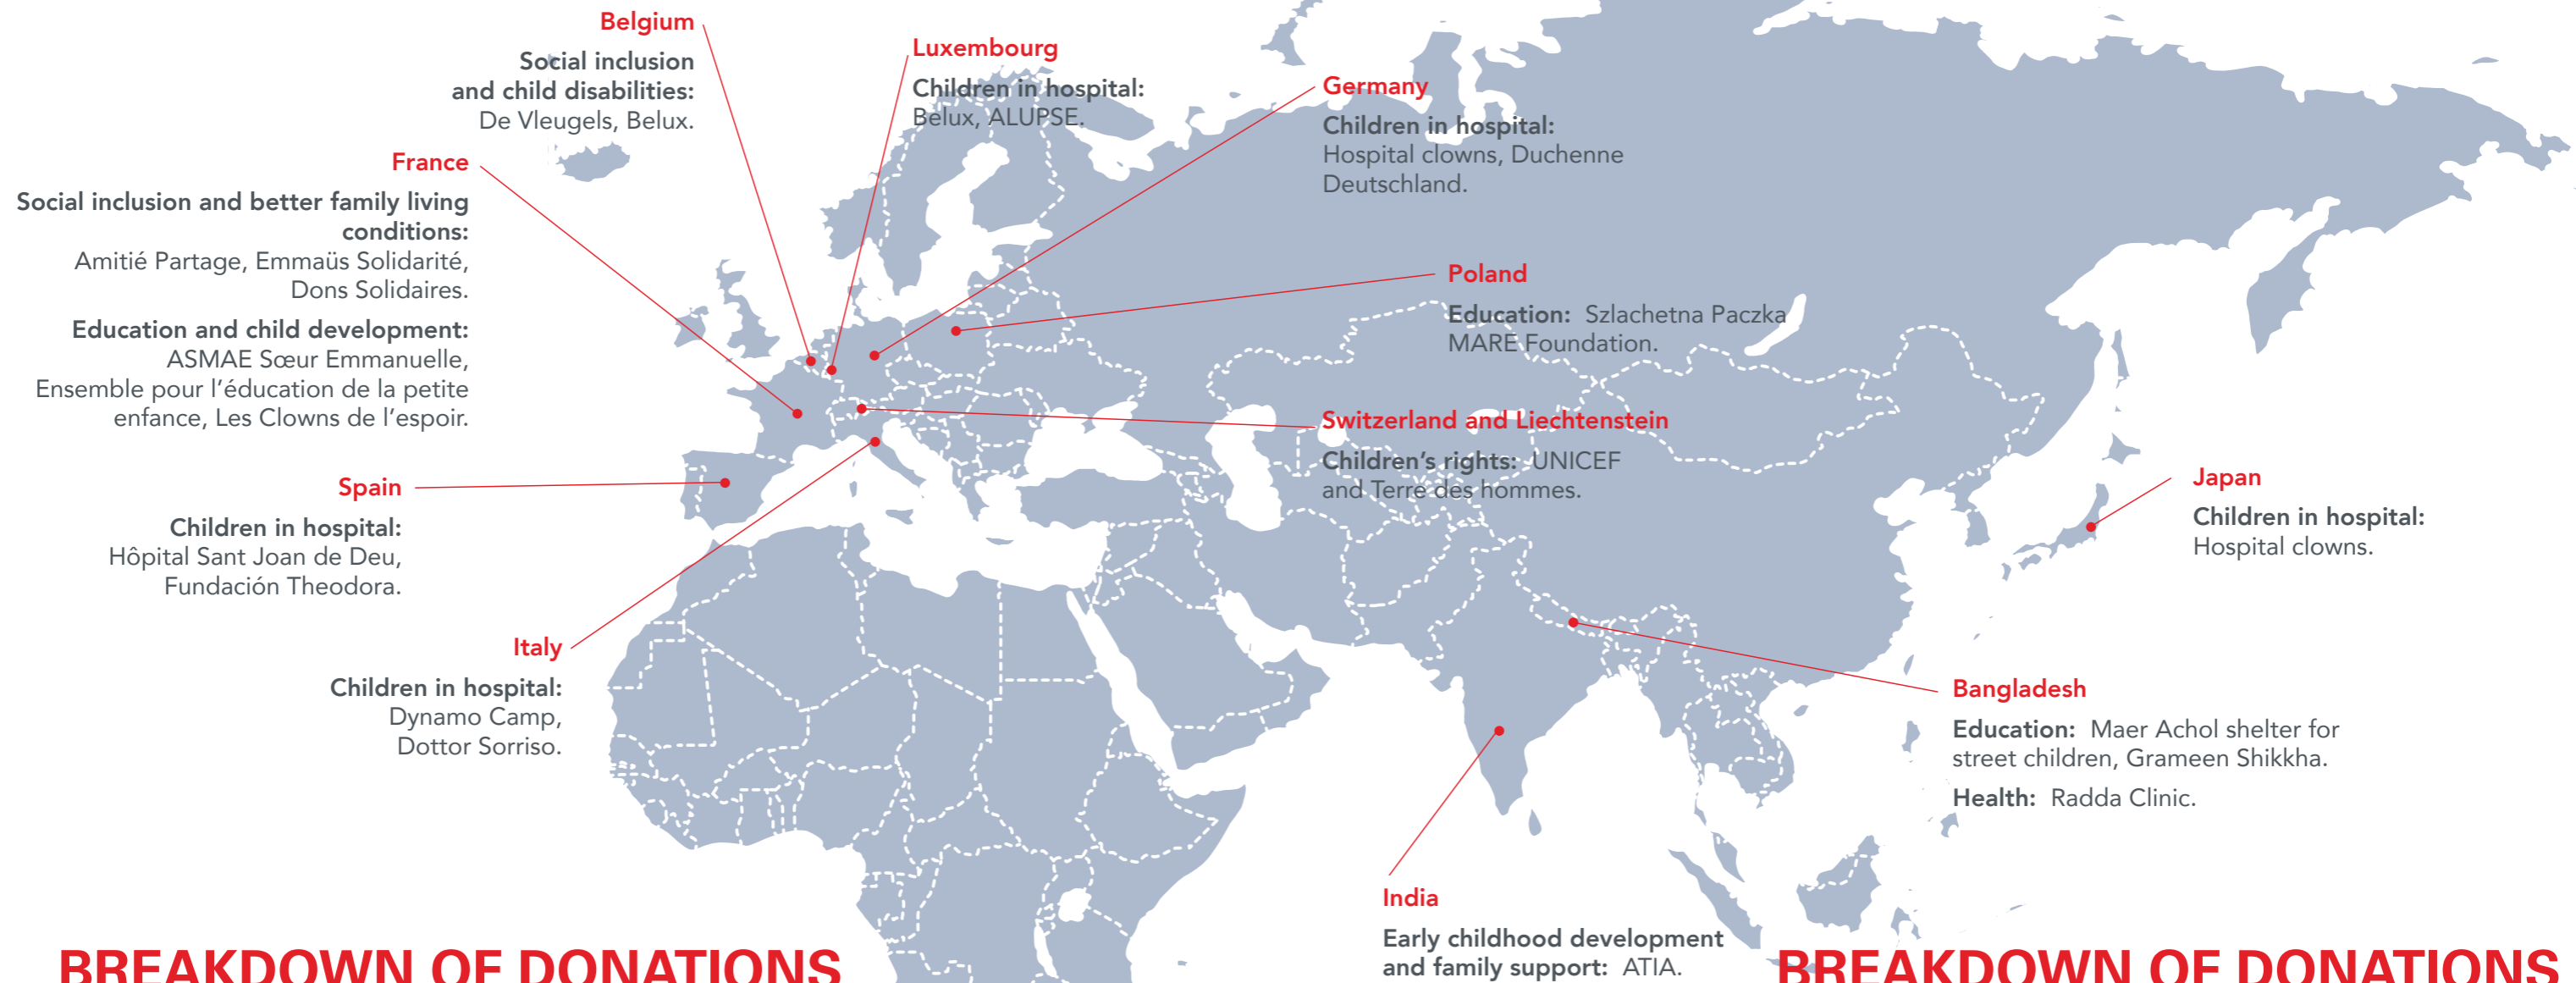 Belgium
Social inclusion
and child disabilities:
De Vleugels, Belux.
Luxembourg
Children in hospital:
Belux, ALUPSE.
Germany
Children in hospital:
Hospital clowns, Duchenne
Deutschland.
France
Social inclusion and better family living
conditions:
Amitié Partage, Emmaüs Solidarité,
Dons Solidaires.
Education and child development:
ASMAE Sœur Emmanuelle,
Ensemble pour l'éducation de la petite
enfance, Les Clowns de l'espoir.
Poland
Education: Szlachetna Paczka
MARE Foundation.
Switzerland and Liechtenstein
Children's rights: UNICEF
and Terre des hommes.
Spain
Children in hospital:
Hôpital Sant Joan de Deu,
Fundación Theodora.
Japan
Children in hospital:
Hospital clowns.
Italy
Children in hospital:
Dynamo Camp,
Dottor Sorriso.
Bangladesh
Education: Maer Achol shelter for
street children, Grameen Shikkha.
Health: Radda Clinic.
India
Early childhood development
and family support: ATIA.
BREAKDOWN OF DONATIONS
BREAKDOWN OF DONATIONS